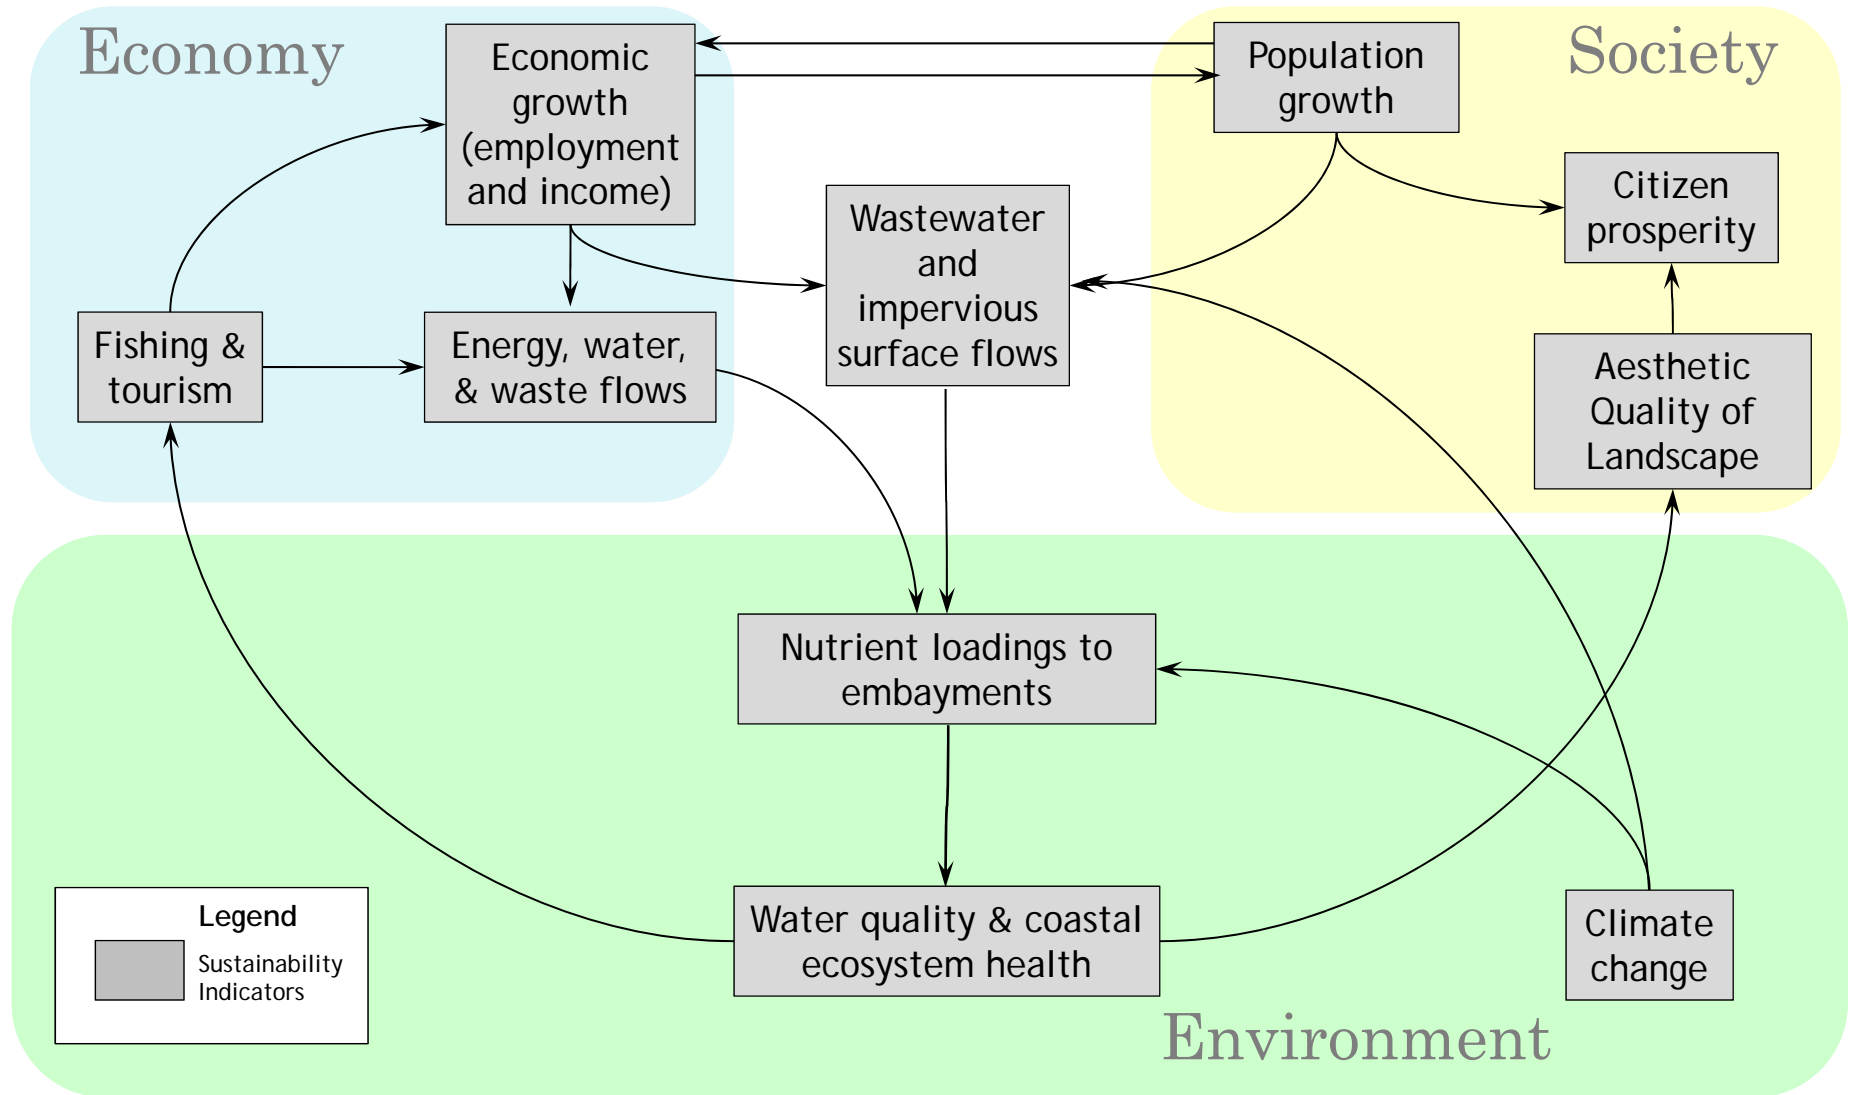 Economy
Economic
growth
(employment
and income)
Population
growth
Society
Citizen
prosperity
Wastewater
and
impervious
surface flows
Fishing &
tourism
Energy, water,
& waste flows
Aesthetic
Quality of
Landscape
Nutrient loadings to
embayments
Water quality & coastal
ecosystem health
Climate
change
Legend
Sustainability
Indicators
Environment